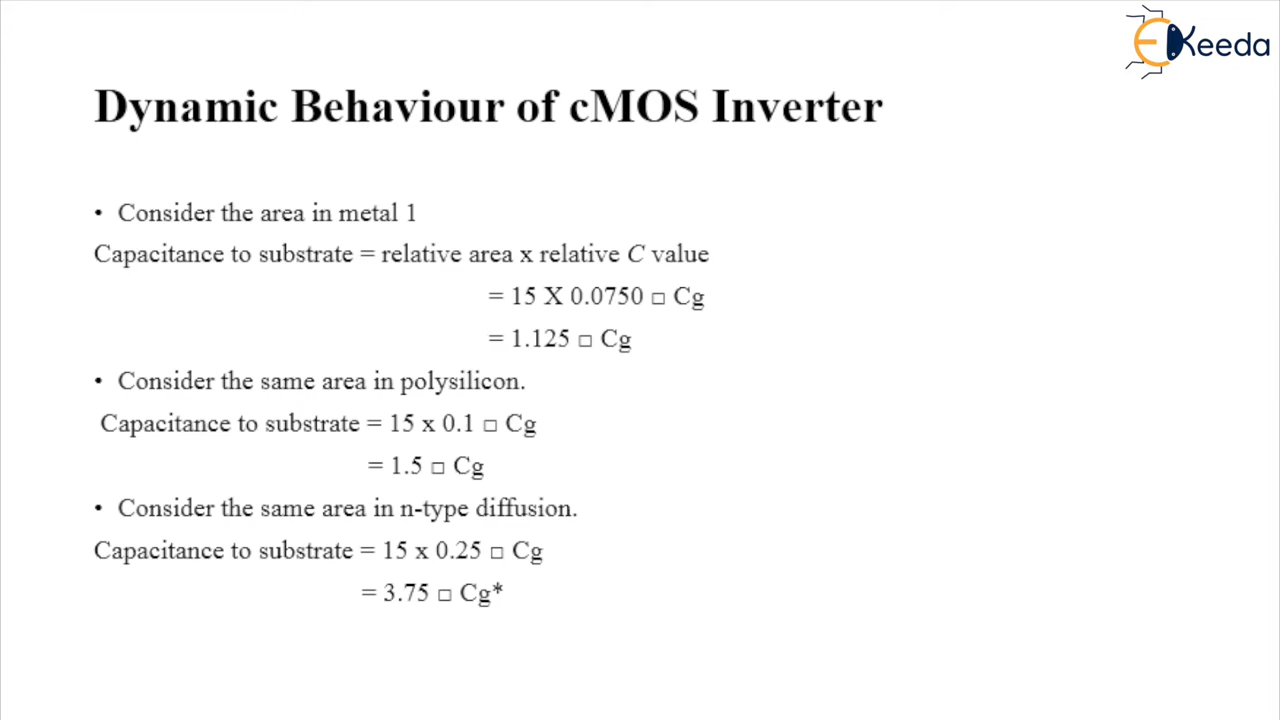 EKeeda
Dynamic Behaviour of cMOS Inverter
• Consider the area in metal 1
Capacitance to substrate = relative area x relative C value
= 15 X 0.0750 □ Cg
= 1.125 □ Cg
• Consider the same area in polysilicon.
Capacitance to substrate = 15 x 0.1 □ Cg
= 1.5 □ Cg
• Consider the same area in n-type diffusion.
Capacitance to substrate = 15 x 0.25 □ Cg
= 3.75 □ Cg*